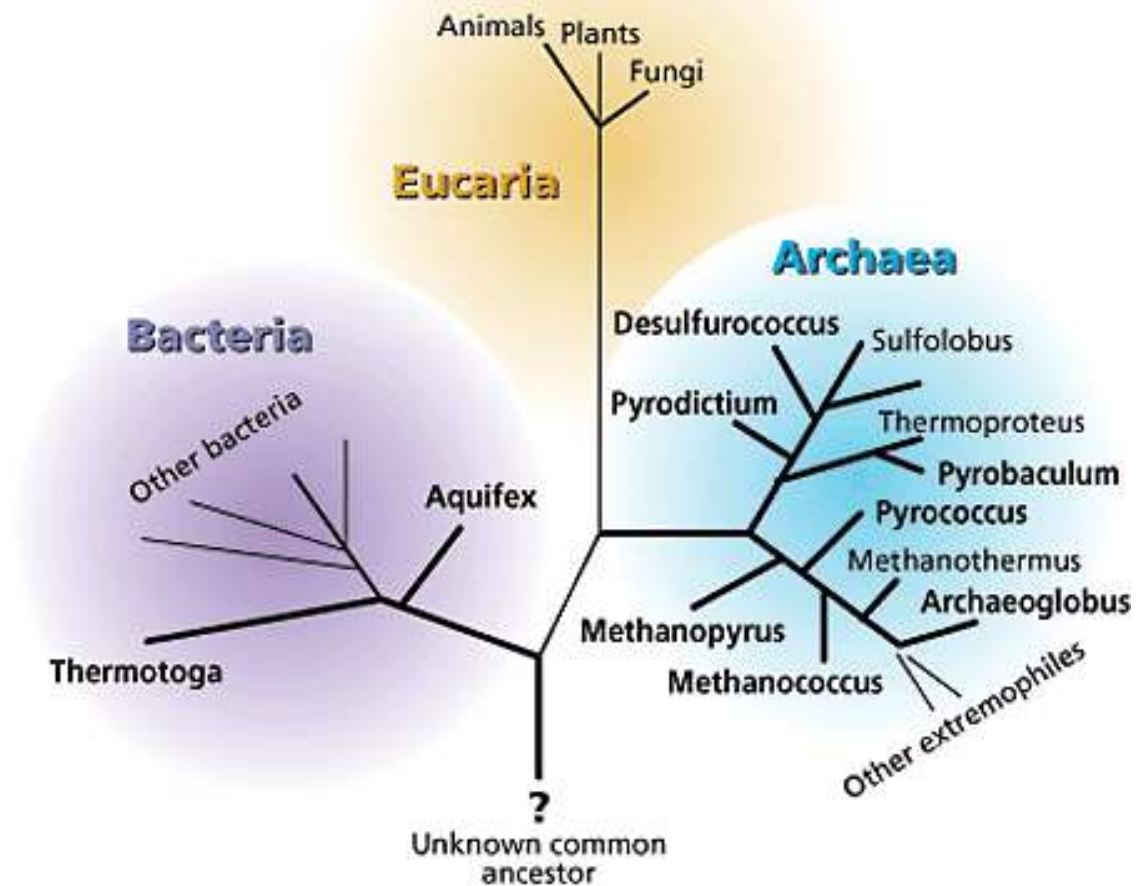 Animals
Plants
Fungi
Eucaria
Archaea
Bacteria
Desulfurococcus
Sulfolobus
Pyrodictium
Thermoproteus
Other bacteria
Aquifex
Pyrobaculum
Pyrococcus
Methanothermus
Archaeoglobus
Methanopyrus
Thermotoga
Methanococcus
Other extremophiles
?
Unknown common
ancestor